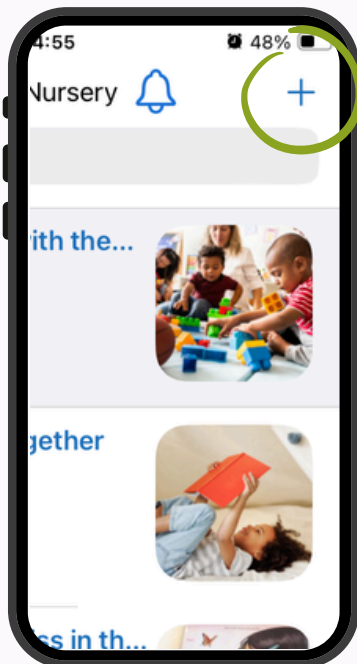 4:55 48%
Nursery
ith the...
gether
ss in th...